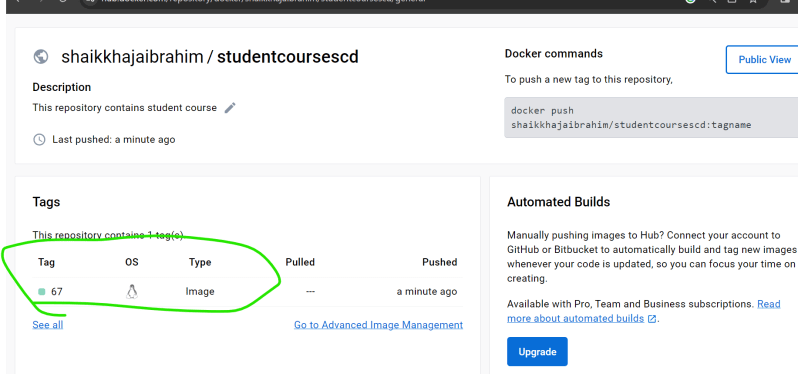 shaikkhajaibrahim / studentcoursescd
Description
This repository contains student course
Last pushed: a minute ago
Docker commands
Public View
To push a new tag to this repository,
docker push
shaikkhajaibrahim/studentcoursescd:tagname
Tags
This repository contains 1 tag(s).
Tag OS Type Pulled Pushed
67 Image --- a minute ago
See all Go to Advanced Image Management
Automated Builds
Manually pushing images to Hub? Connect your account to
GitHub or Bitbucket to automatically build and tag new images
whenever your code is updated, so you can focus your time on
creating.
Available with Pro, Team and Business subscriptions. Read
more about automated builds.
Upgrade